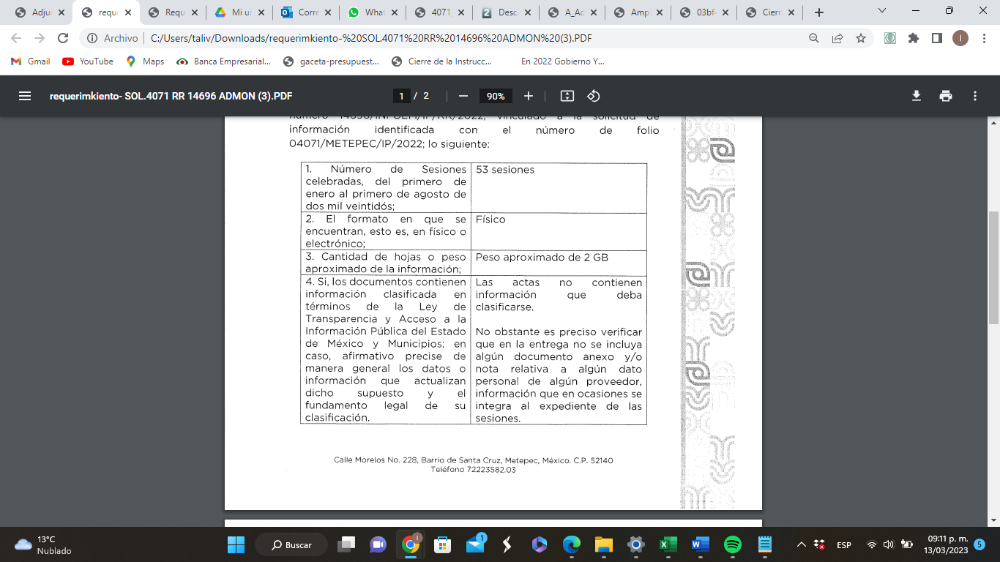 Adju
reque
Requ
Mi un
Corre
What
4071
Desca
A_Ac
Amp
03bf-
Cierr
Archivo
C:/Users/taliv/Downloads/requerimkiento-%20SOL.4071%20RR%2014696%20ADMON%20(3).PDF
I
Gmail
YouTube
Maps
Banca Empresarial...
gaceta-presupuest...
Cierre de la Instrucc...
En 2022 Gobierno Y...
requerimkiento- SOL.4071 RR 14696 ADMON (3).PDF
1 / 2
90%
número 14696/INFOEM/IP/RR/2022, vinculado a la solicitud de
información identificada con el número de folio
04071/METEPEC/IP/2022; lo siguiente:
1. Número de Sesiones
celebradas, del primero de
enero al primero de agosto de
dos mil veintidós;
53 sesiones
2. El formato en que se
encuentran, esto es, en físico o
electrónico;
Físico
3. Cantidad de hojas o peso
aproximado de la información;
Peso aproximado de 2 GB
4. Si, los documentos contienen
información clasificada en
términos de la Ley de
Transparencia y Acceso a la
Información Pública del Estado
de México y Municipios; en
caso, afirmativo precise de
manera general los datos o
información que actualizan
dicho supuesto y el
fundamento legal de su
clasificación.
Las actas no contienen
información que deba
clasificarse.
No obstante es preciso verificar
que en la entrega no se incluya
algún documento anexo y/o
nota relativa a algún dato
personal de algún proveedor,
información que en ocasiones se
integra al expediente de las
sesiones.
Calle Morelos No. 228, Barrio de Santa Cruz, Metepec, México. C.P. 52140
Teléfono 72223582.03
13°C
Nublado
Buscar
1
ESP
09:11 p. m.
13/03/2023
5